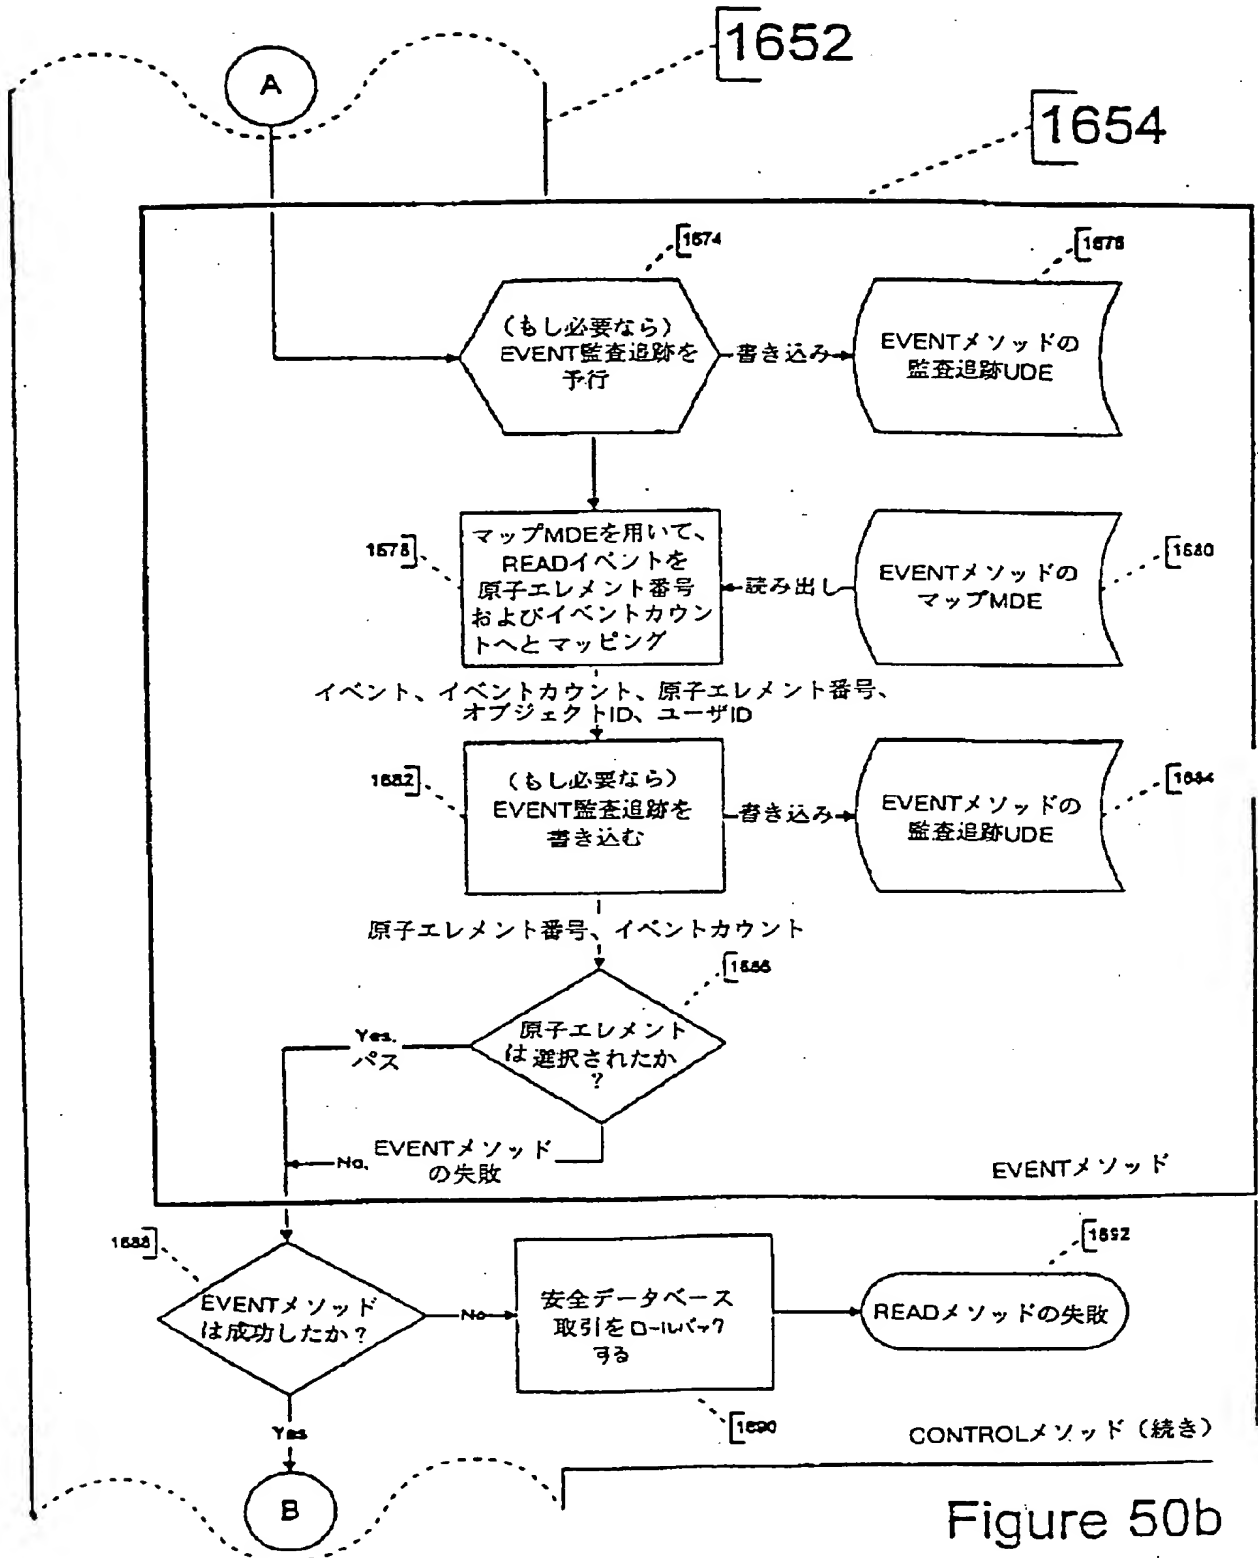 1652
A
1654
1674
1676
(もし必要なら)
EVENT監査追跡を
予行
書き込み
EVENTメソッドの
監査追跡UDE
1678
マップMDEを用いて、
READイベントを
原子エレメント番号
およびイベントカウン
トへとマッピング
読み出し
EVENTメソッドの
マップMDE
1680
イベント、イベントカウント、原子エレメント番号、
オブジェクトID、ユーザID
1682
(もし必要なら)
EVENT監査追跡を
書き込む
書き込み
EVENTメソッドの
監査追跡UDE
1684
原子エレメント番号、イベントカウント
1686
原子エレメント
は選択されたか
?
Yes.
パス
No.
EVENTメソッド
の失敗
EVENTメソッド
1688
EVENTメソッド
は成功したか?
No
安全データベース
取引をロールバック
する
1690
READメソッドの失敗
1692
Yes
CONTROLメソッド(続き)
B
Figure 50b